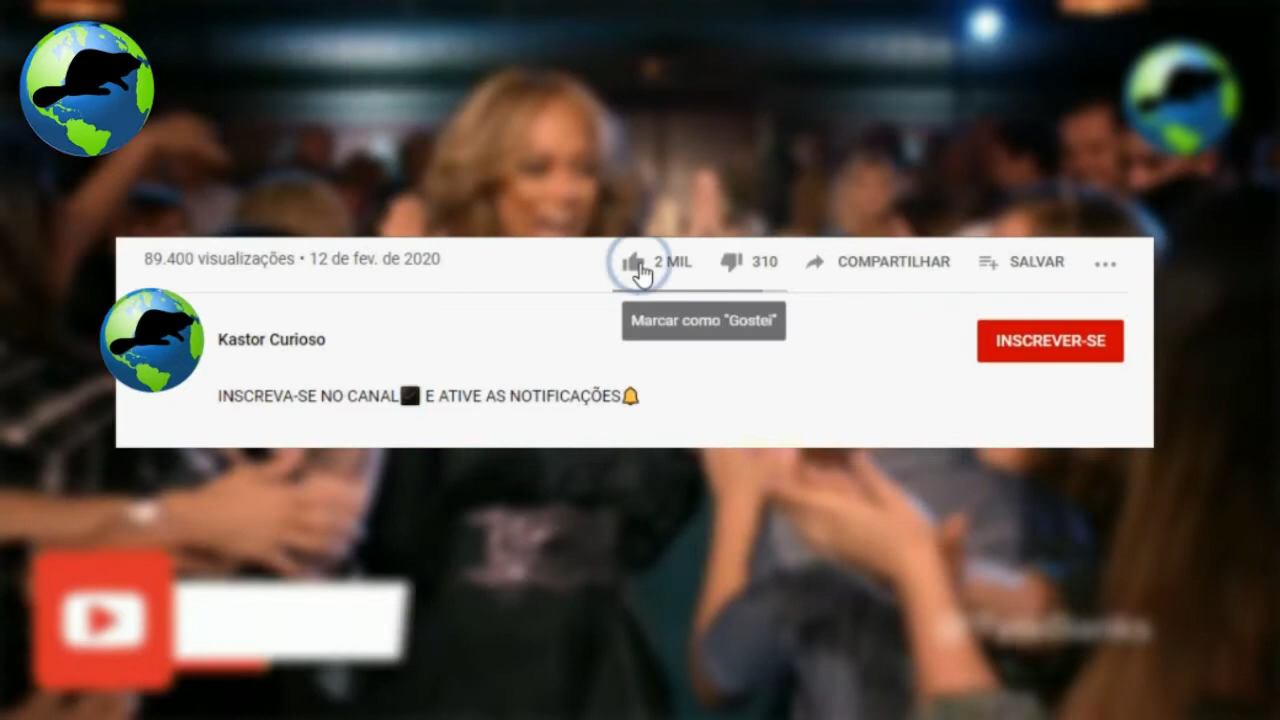 89.400 visualizações • 12 de fev. de 2020
2 MIL
310
COMPARTILHAR
SALVAR
Marcar como "Gostei"
Kastor Curioso
INSCREVER-SE
INSCREVA-SE NO CANAL E ATIVE AS NOTIFICAÇÕES🔔